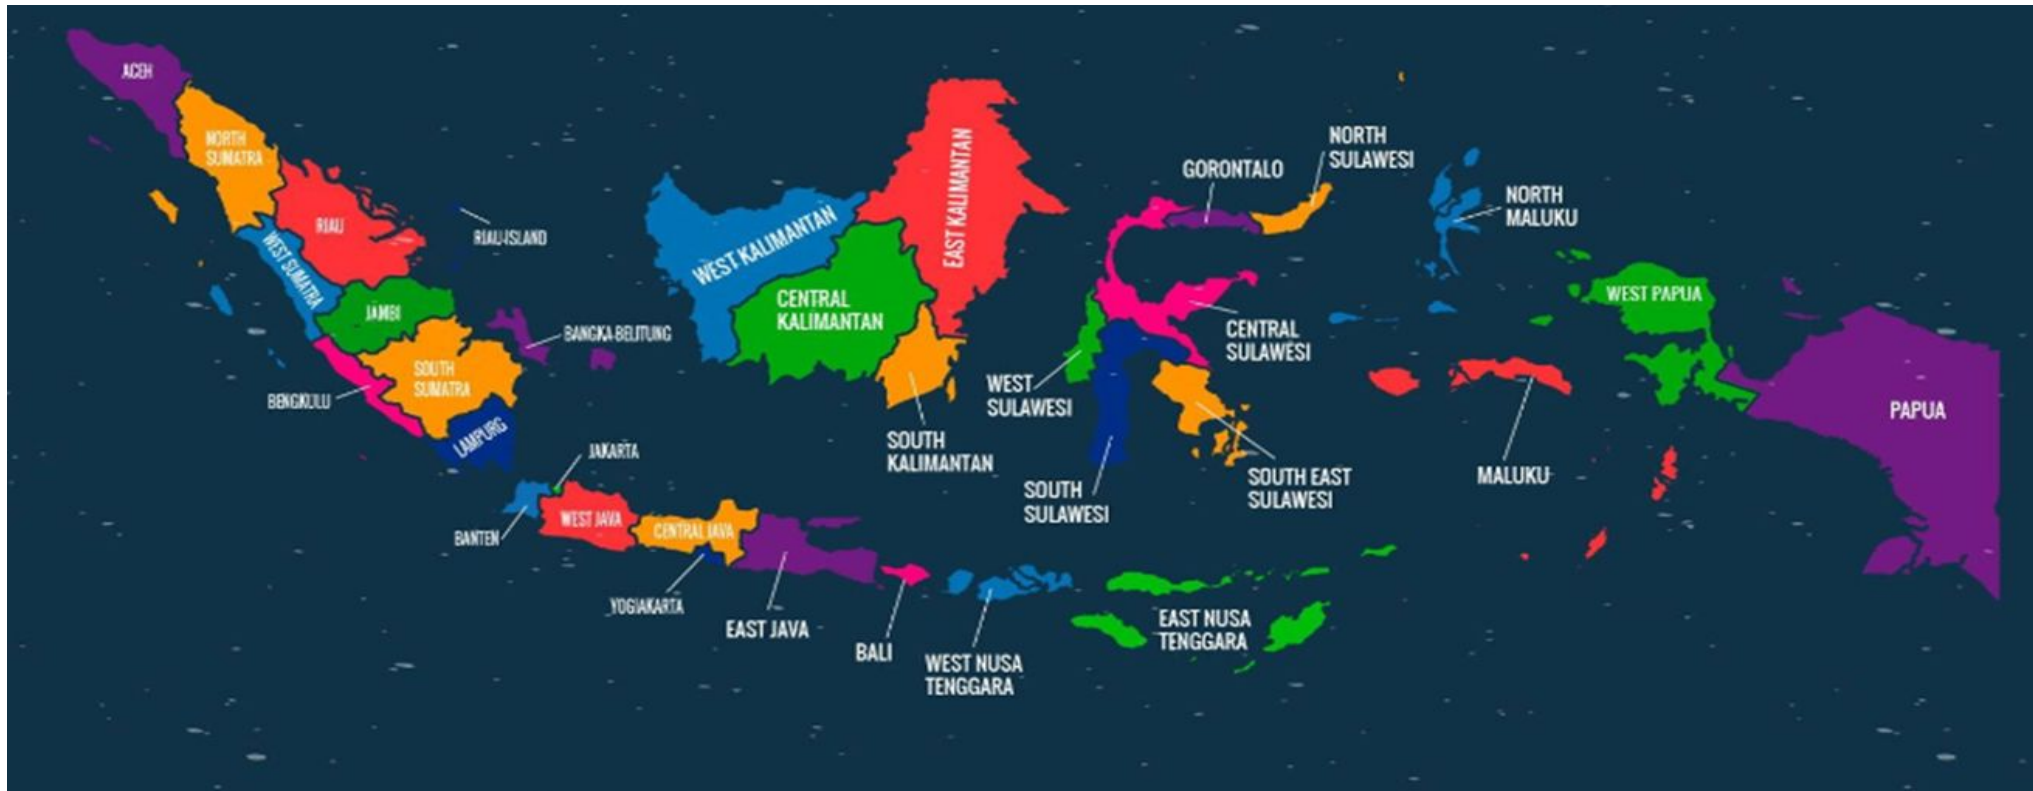 ACEH
NORTH
SUMATRA
RIAU
RIAU-ISLAND
WEST SUMATRA
JAMBI
BANGKA-BELITUNG
SOUTH
SUMATRA
BENGKULU
LAMPURG
JAKARTA
BANTEN
WEST JAVA
CENTRAL JAVA
YOGJAKARTA
EAST JAVA
BALI
WEST NUSA
TENGGARA
EAST NUSA
TENGGARA
WEST KALIMANTAN
CENTRAL
KALIMANTAN
EAST KALIMANTAN
SOUTH
KALIMANTAN
GORONTALO
NORTH
SULAWESI
CENTRAL
SULAWESI
WEST
SULAWESI
SOUTH
SULAWESI
SOUTH EAST
SULAWESI
NORTH
MALUKU
MALUKU
WEST PAPUA
PAPUA